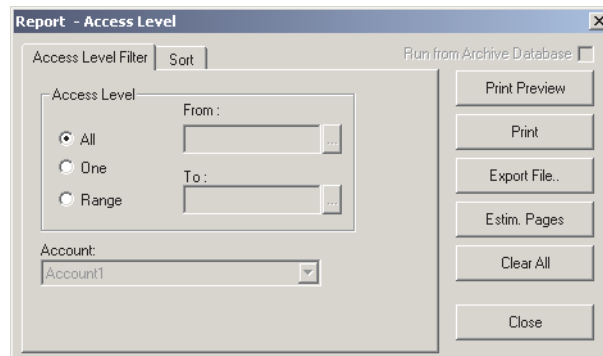 Report - Access Level
Access Level Filter
Sort
Run from Archive Database
Access Level
From :
All
...
One
To :
Range
...
Account:
Account1
Print Preview
Print
Export File..
Estim. Pages
Clear All
Close